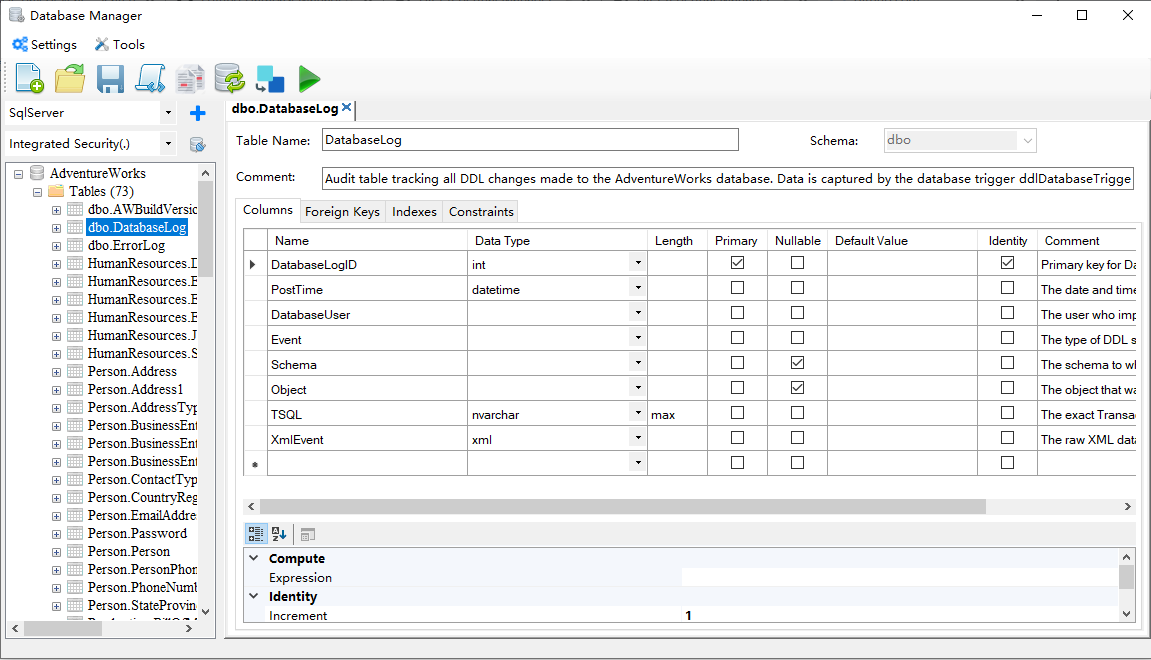 Database Manager
Settings Tools
SqlServer
Integrated Security(.)
AdventureWorks
Tables (73)
dbo.AWBuildVersic
dbo.DatabaseLog
dbo.ErrorLog
HumanResources.D
HumanResources.E
HumanResources.E
HumanResources.E
HumanResources.J
HumanResources.S
Person.Address
Person.Address1
Person.AddressTyp
Person.BusinessEnt
Person.BusinessEnt
Person.BusinessEnt
Person.ContactTyp
Person.CountryReg
Person.EmailAddre
Person.Password
Person.Person
Person.PersonPhon
Person.PhoneNumb
Person.StateProvin
dbo.DatabaseLog
Table Name: DatabaseLog Schema: dbo
Comment: Audit table tracking all DDL changes made to the AdventureWorks database. Data is captured by the database trigger ddlDatabaseTrigge
Columns Foreign Keys Indexes Constraints
Name Data Type Length Primary Nullable Default Value Identity Comment
DatabaseLogID int Primary key for Da
PostTime datetime The date and time
DatabaseUser The user who imp
Event The type of DDL s
Schema The schema to wh
Object The object that wa
TSQL nvarchar max The exact Transac
XmlEvent xml The raw XML data
Compute
Expression
Identity
Increment 1